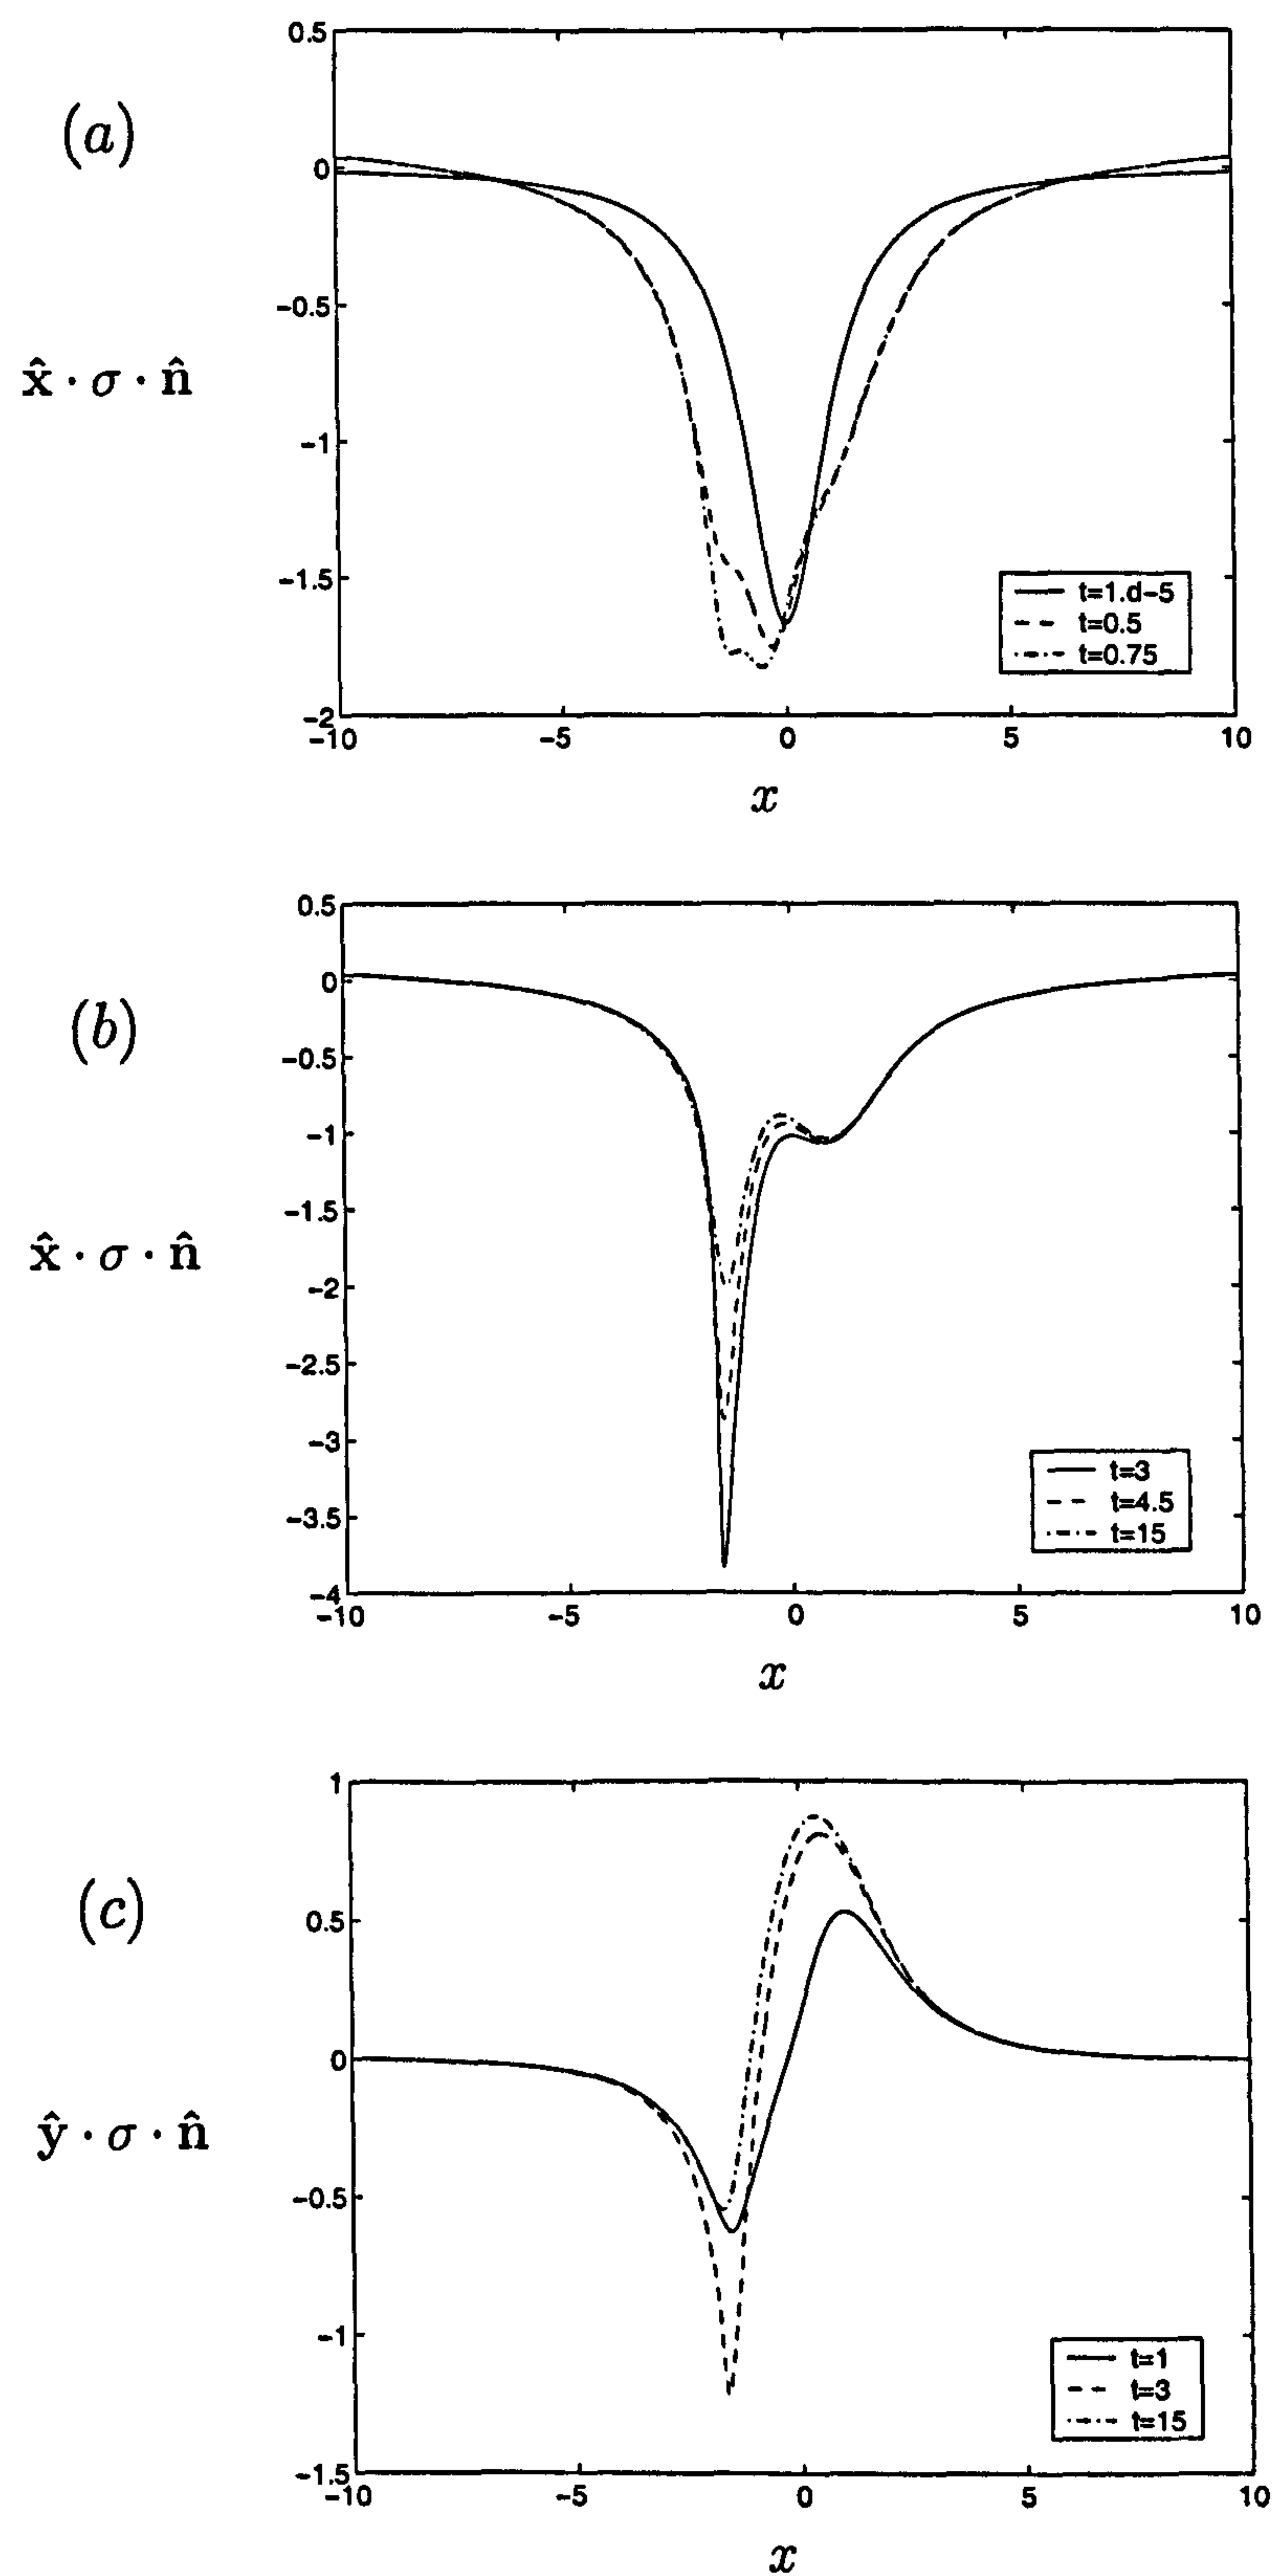 (a)
x̂ · σ · n̂
0.5
0
−0.5
−1
−1.5
−2
−10
−5
0
5
10
t=1.d−5
t=0.5
t=0.75
x
(b)
x̂ · σ · n̂
0.5
0
−0.5
−1
−1.5
−2
−2.5
−3
−3.5
−4
−10
−5
0
5
10
t=3
t=4.5
t=15
x
(c)
ŷ · σ · n̂
1
0.5
0
−0.5
−1
−1.5
−10
−5
0
5
10
t=1
t=3
t=15
x